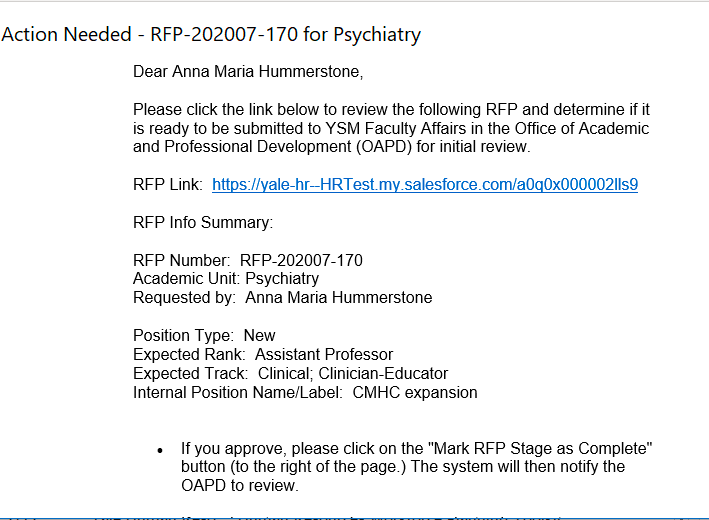 Action Needed - RFP-202007-170 for Psychiatry
Dear Anna Maria Hummerstone,
Please click the link below to review the following RFP and determine if it
is ready to be submitted to YSM Faculty Affairs in the Office of Academic
and Professional Development (OAPD) for initial review.
RFP Link:  https://yale-hr--HRTest.my.salesforce.com/a0q0x000002lls9
RFP Info Summary:
RFP Number:  RFP-202007-170
Academic Unit: Psychiatry
Requested by:  Anna Maria Hummerstone
Position Type:  New
Expected Rank:  Assistant Professor
Expected Track:  Clinical; Clinician-Educator
Internal Position Name/Label:  CMHC expansion
• If you approve, please click on the "Mark RFP Stage as Complete"
button (to the right of the page.) The system will then notify the
OAPD to review.